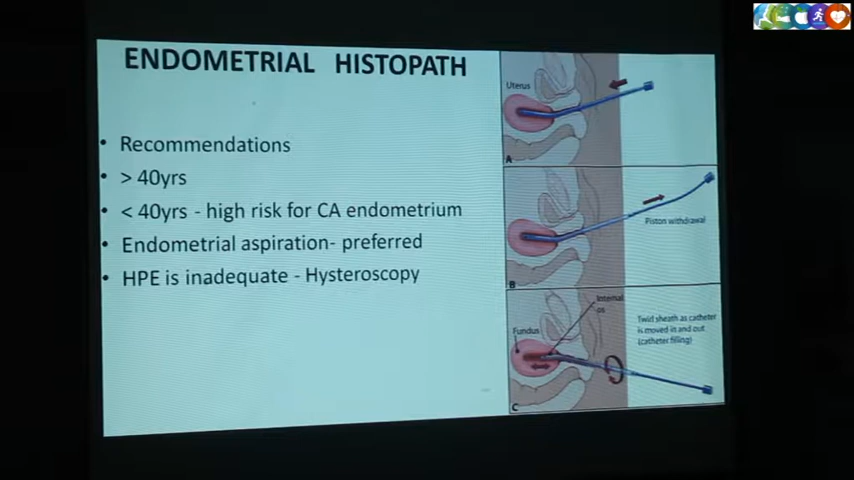 ENDOMETRIAL HISTOPATH
• Recommendations
• > 40yrs
• < 40yrs - high risk for CA endometrium
• Endometrial aspiration- preferred
• HPE is inadequate - Hysteroscopy
Uterus
A
Piston withdrawal
B
Internal
os
Fundus
Twirl sheath as catheter
is moved in and out
(catheter filling)
C